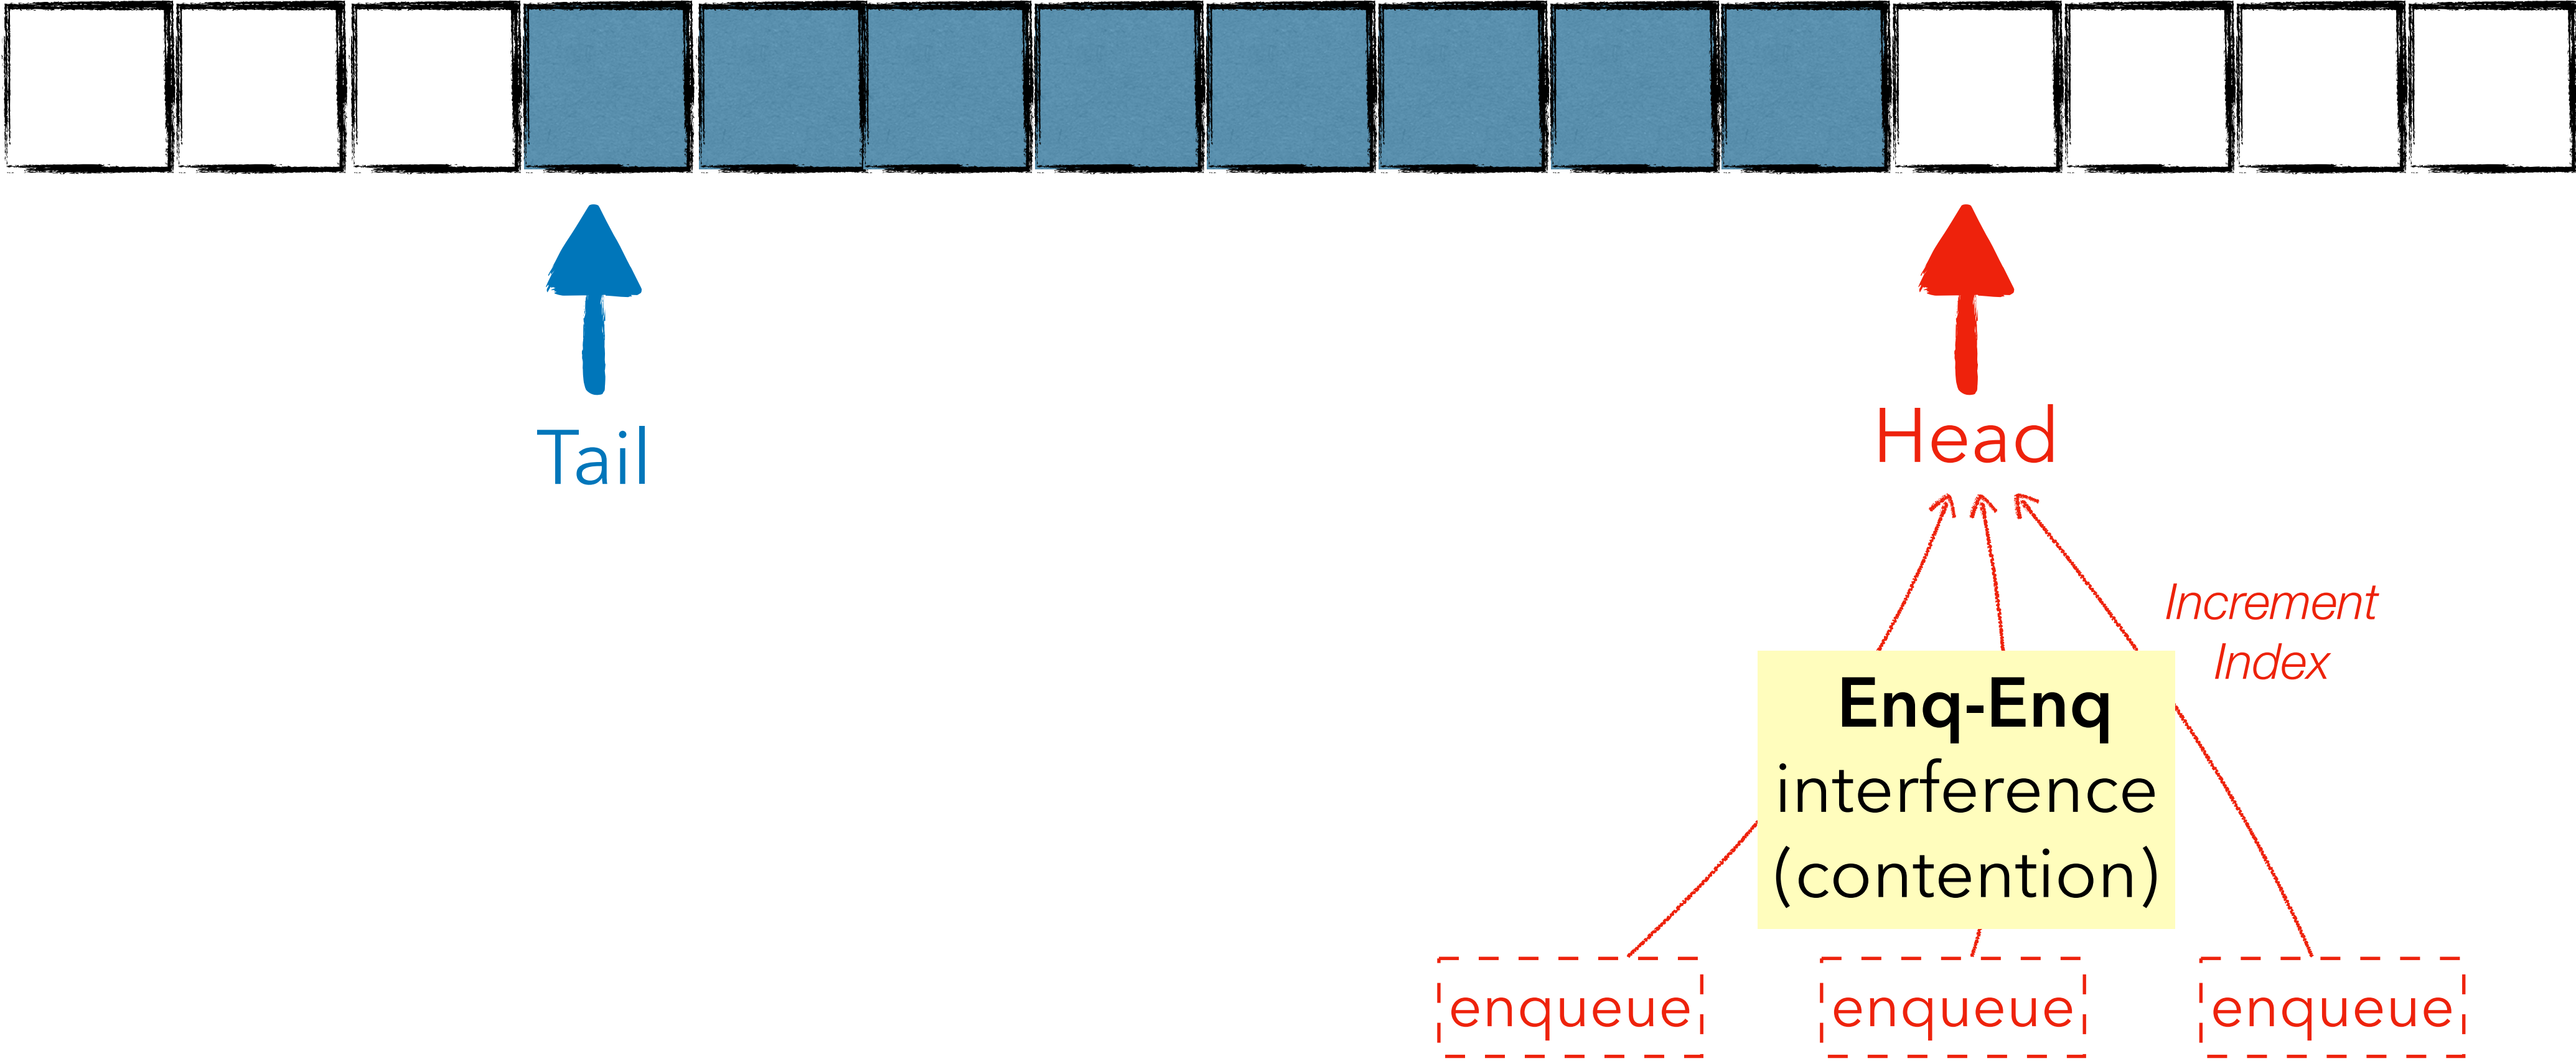 Tail
Head
Increment
Index
Enq-Enq
interference
(contention)
enqueue
enqueue
enqueue